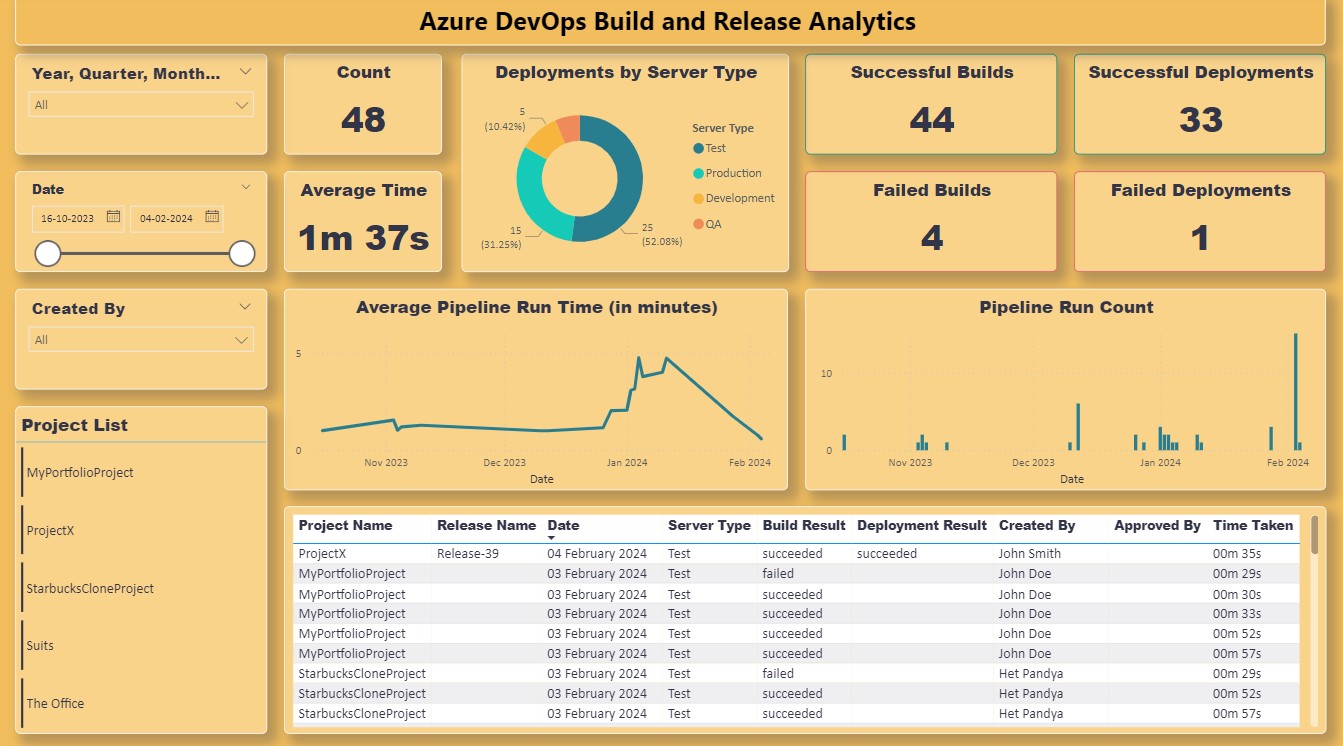 Azure DevOps Build and Release Analytics
Year, Quarter, Month...
All
Count
48
Deployments by Server Type
5
(10.42%)
15
(31.25%)
25
(52.08%)
Server Type
Test
Production
Development
QA
Successful Builds
44
Successful Deployments
33
Date
16-10-2023
04-02-2024
Average Time
1m 37s
Failed Builds
4
Failed Deployments
1
Created By
All
Average Pipeline Run Time (in minutes)
5
0
Nov 2023 Dec 2023 Jan 2024 Feb 2024
Date
Pipeline Run Count
10
0
Nov 2023 Dec 2023 Jan 2024 Feb 2024
Date
Project List
MyPortfolioProject
ProjectX
StarbucksCloneProject
Suits
The Office
Project Name Release Name Date Server Type Build Result Deployment Result Created By Approved By Time Taken
ProjectX Release-39 04 February 2024 Test succeeded succeeded John Smith 00m 35s
MyPortfolioProject 03 February 2024 Test failed John Doe 00m 29s
MyPortfolioProject 03 February 2024 Test succeeded John Doe 00m 30s
MyPortfolioProject 03 February 2024 Test succeeded John Doe 00m 33s
MyPortfolioProject 03 February 2024 Test succeeded John Doe 00m 52s
MyPortfolioProject 03 February 2024 Test succeeded John Doe 00m 57s
StarbucksCloneProject 03 February 2024 Test failed Het Pandya 00m 29s
StarbucksCloneProject 03 February 2024 Test succeeded Het Pandya 00m 52s
StarbucksCloneProject 03 February 2024 Test succeeded Het Pandya 00m 57s